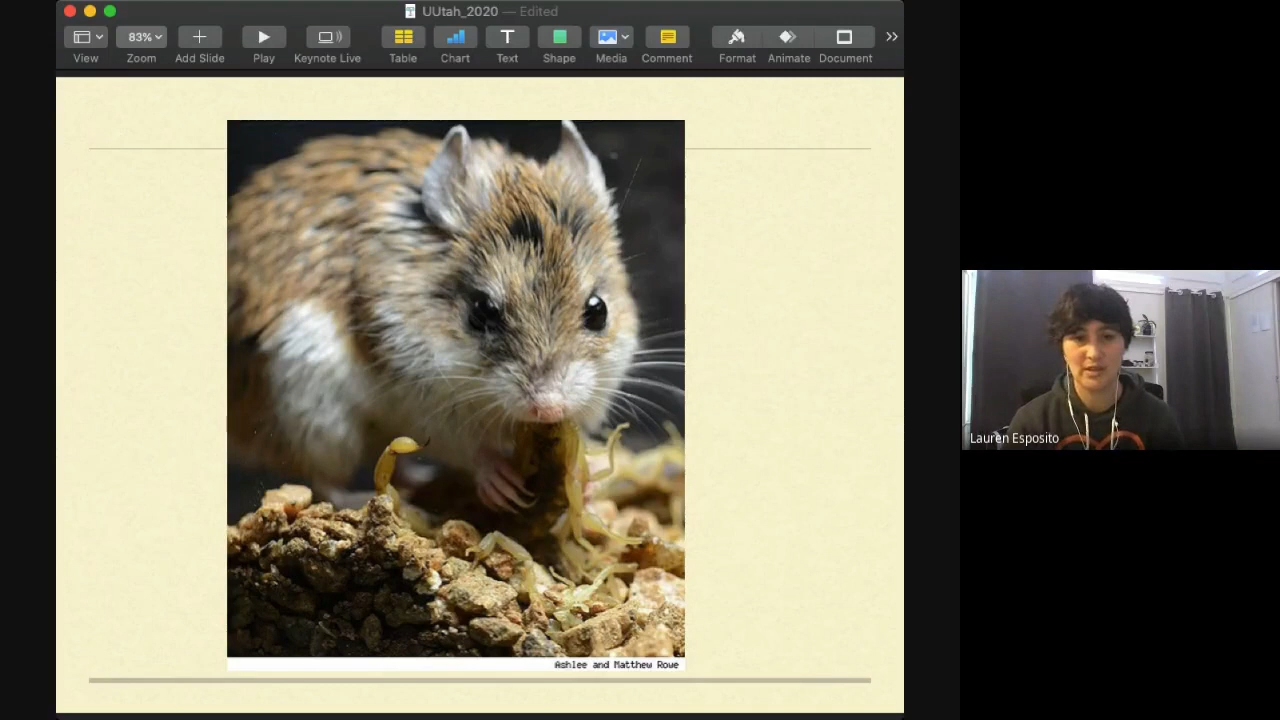 UUtah_2020 — Edited
83%
View Zoom Add Slide Play Keynote Live Table Chart Text Shape Media Comment Format Animate Document
Lauren Esposito
Ashlee and Matthew Rowe